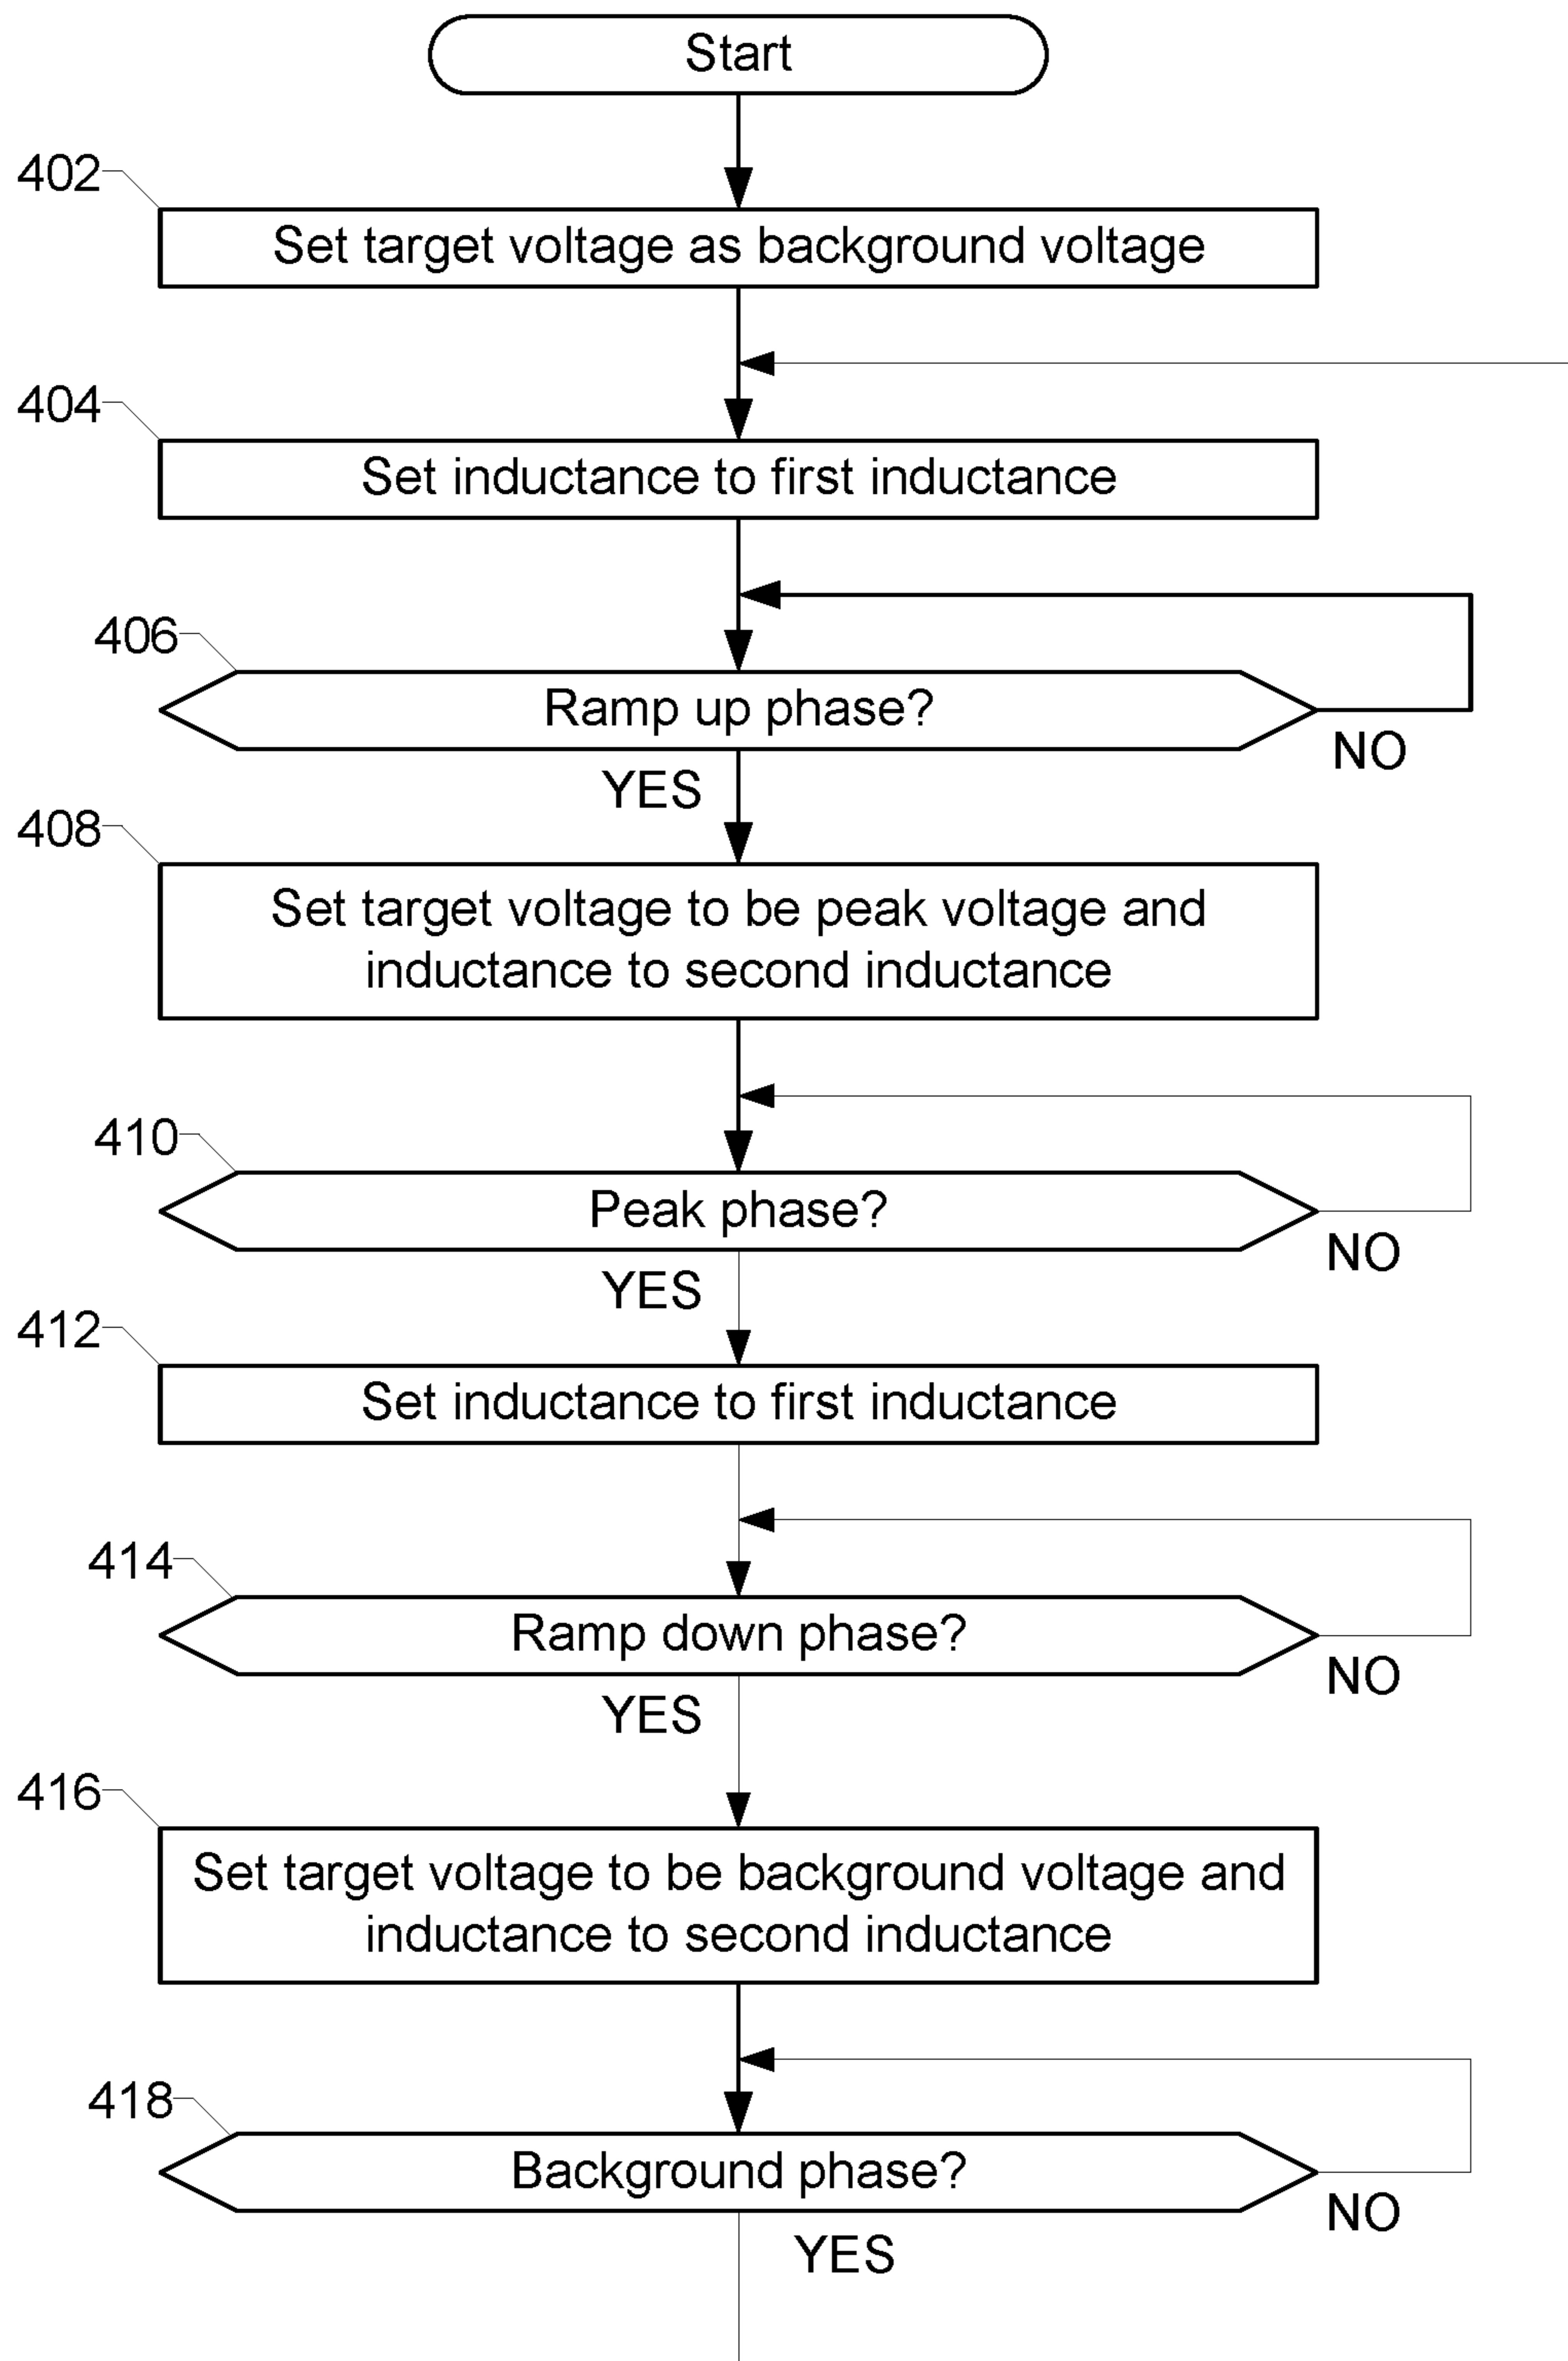 Start
402
Set target voltage as background voltage
404
Set inductance to first inductance
406
Ramp up phase?
NO
YES
408
Set target voltage to be peak voltage and
inductance to second inductance
410
Peak phase?
NO
YES
412
Set inductance to first inductance
414
Ramp down phase?
NO
YES
416
Set target voltage to be background voltage and
inductance to second inductance
418
Background phase?
NO
YES